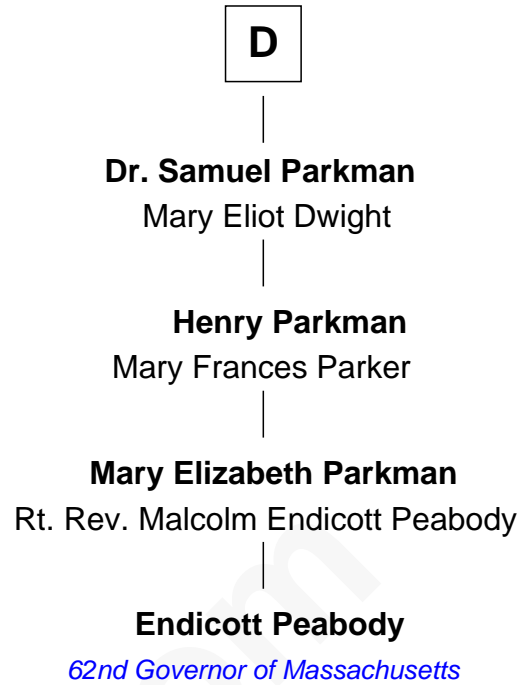 D
Dr. Samuel Parkman
Mary Eliot Dwight
Henry Parkman
Mary Frances Parker
Mary Elizabeth Parkman
Rt. Rev. Malcolm Endicott Peabody
Endicott Peabody
62nd Governor of Massachusetts